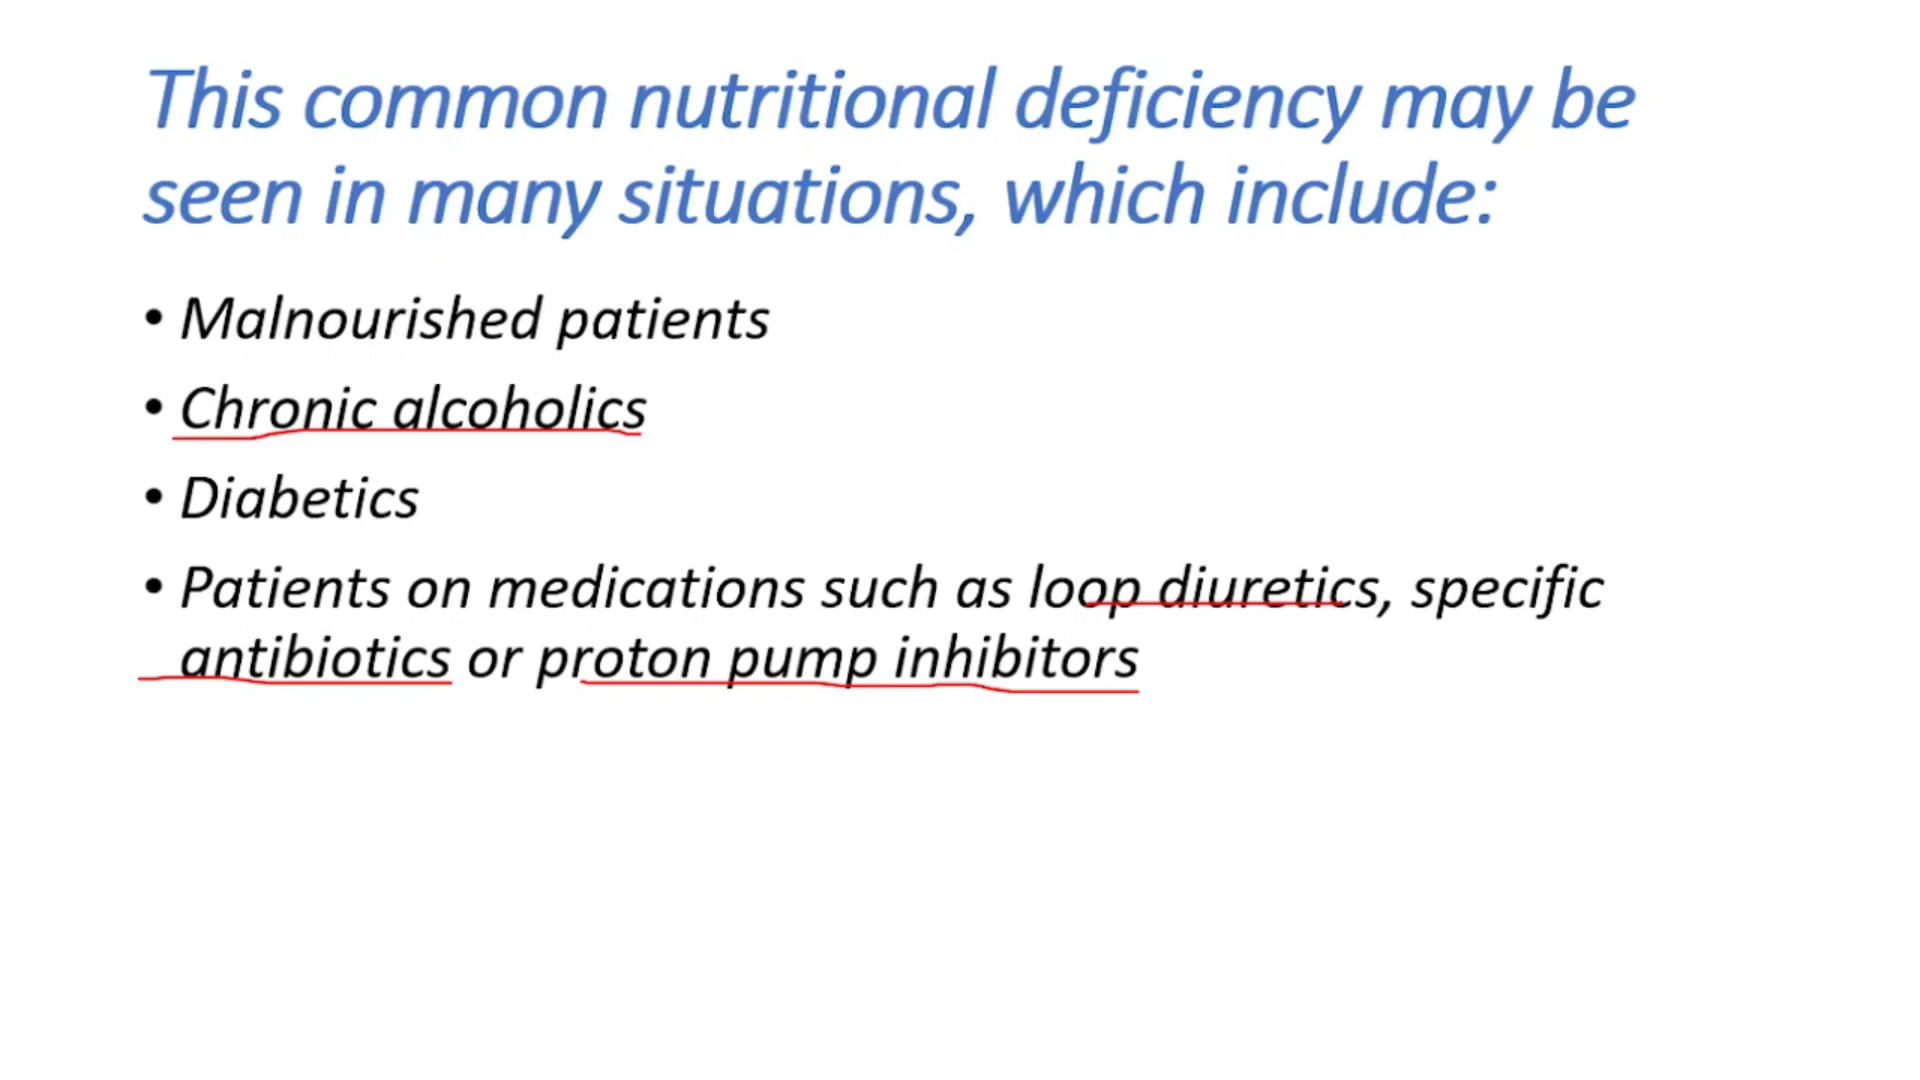 This common nutritional deficiency may be
seen in many situations, which include:
• Malnourished patients
• Chronic alcoholics
• Diabetics
• Patients on medications such as loop diuretics, specific
antibiotics or proton pump inhibitors